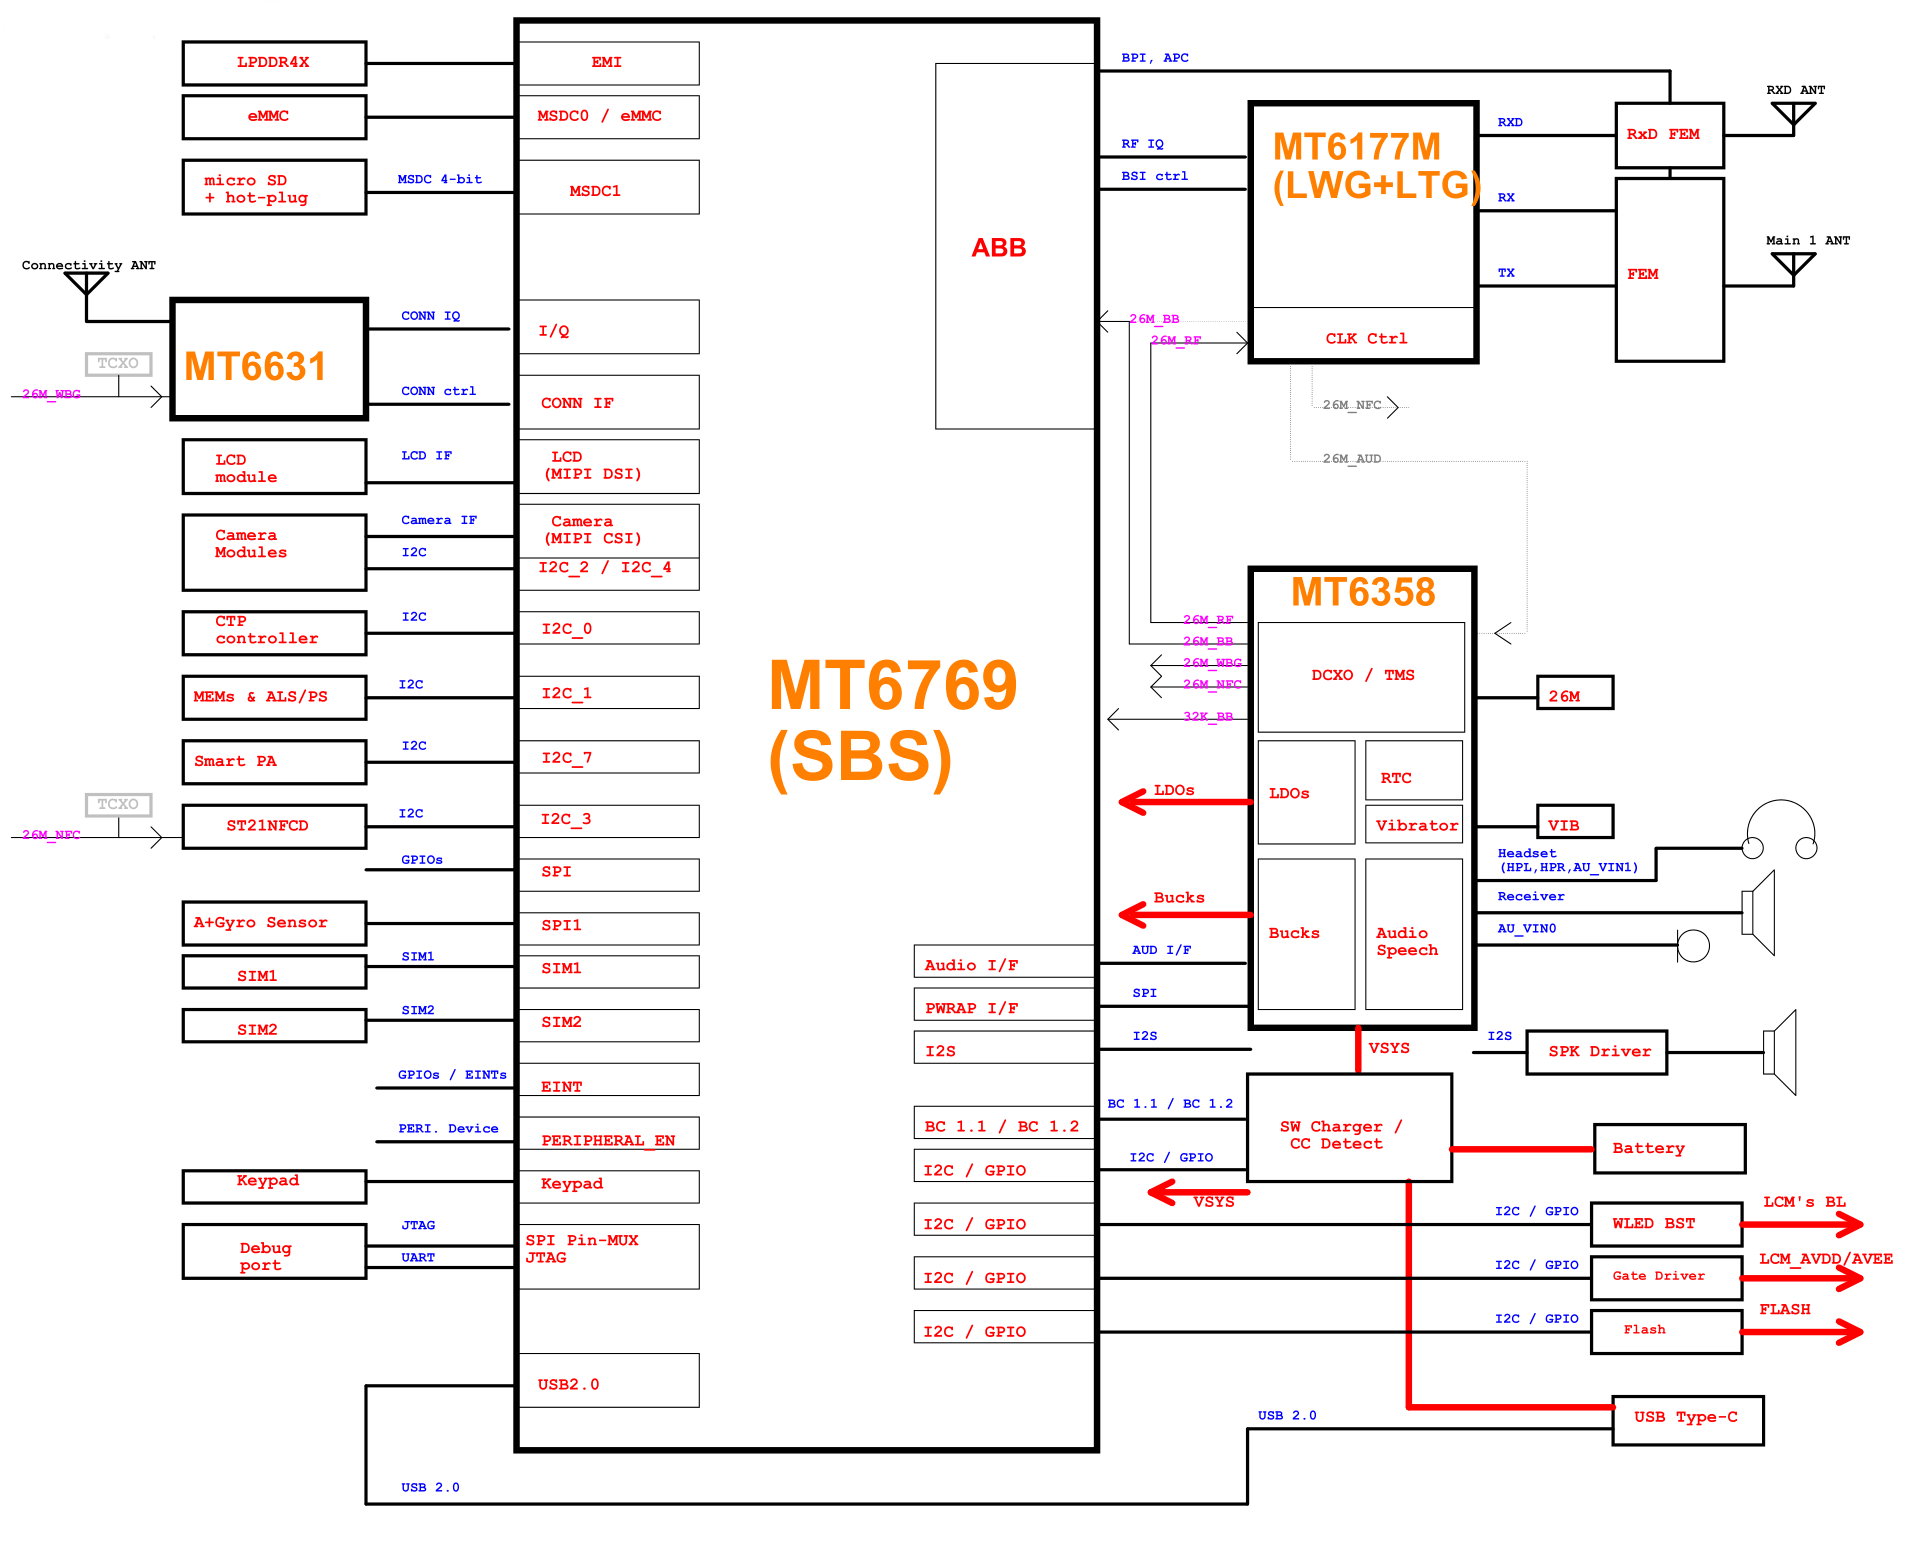 LPDDR4X
EMI
eMMC
MSDC0 / eMMC
micro SD
+ hot-plug
MSDC 4-bit
MSDC1
Connectivity ANT
MT6631
TCXO
26M_WBG
CONN IQ
I/Q
CONN ctrl
CONN IF
LCD
module
LCD IF
LCD
(MIPI DSI)
Camera
Modules
Camera IF
I2C
Camera
(MIPI CSI)
I2C_2 / I2C_4
CTP
controller
I2C
I2C_0
MEMs & ALS/PS
I2C
I2C_1
Smart PA
I2C
I2C_7
TCXO
26M_NFC
ST21NFCD
I2C
I2C_3
GPIOs
SPI
A+Gyro Sensor
SPI1
SIM1
SIM1
SIM1
SIM2
SIM2
SIM2
GPIOs / EINTs
EINT
PERI. Device
PERIPHERAL_EN
Keypad
Keypad
Debug
port
JTAG
UART
SPI Pin-MUX
JTAG
USB2.0
USB 2.0
MT6769
(SBS)
ABB
BPI, APC
RF IQ
BSI ctrl
MT6177M
(LWG+LTG)
CLK Ctrl
26M_BB
26M_RF
RXD
RX
TX
RxD FEM
FEM
RXD ANT
Main 1 ANT
26M_NFC
26M_AUD
MT6358
26M_RF
26M_BB
26M_WBG
26M_NFC
32K_BB
DCXO / TMS
26M
LDOs
LDOs
RTC
Vibrator
VIB
Bucks
Bucks
Audio
Speech
Headset
(HPL,HPR,AU_VIN1)
Receiver
AU_VIN0
Audio I/F
AUD I/F
PWRAP I/F
SPI
I2S
I2S
VSYS
I2S
SPK Driver
BC 1.1 / BC 1.2
BC 1.1 / BC 1.2
SW Charger /
CC Detect
Battery
I2C / GPIO
I2C / GPIO
VSYS
I2C / GPIO
I2C / GPIO
WLED BST
LCM's BL
I2C / GPIO
I2C / GPIO
Gate Driver
LCM_AVDD/AVEE
I2C / GPIO
I2C / GPIO
Flash
FLASH
USB 2.0
USB Type-C